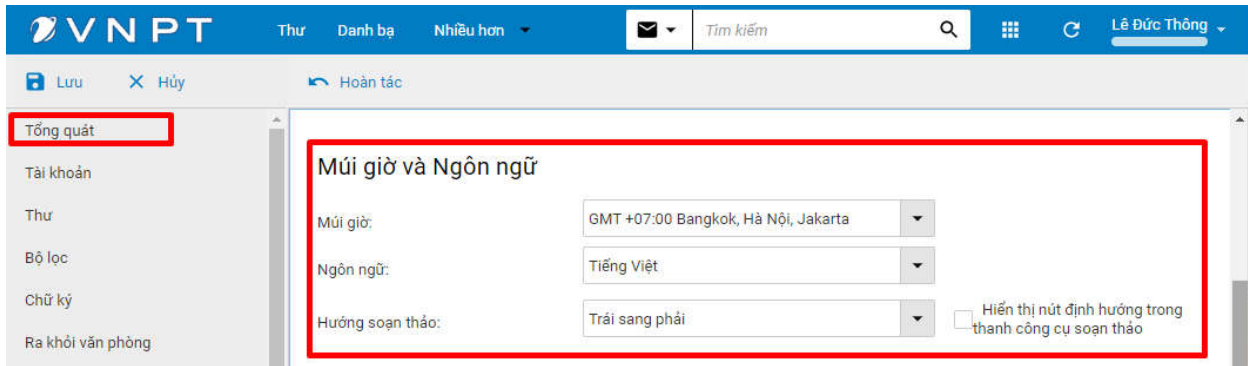 VNPT Thư Danh bạ Nhiều hơn Tìm kiếm Lê Đức Thông
Lưu Hủy Hoàn tác
Tổng quát
Tài khoản
Thư
Bộ lọc
Chữ ký
Ra khỏi văn phòng
Múi giờ và Ngôn ngữ
Múi giờ: GMT +07:00 Bangkok, Hà Nội, Jakarta
Ngôn ngữ: Tiếng Việt
Hướng soạn thảo: Trái sang phải
Hiển thị nút định hướng trong
thanh công cụ soạn thảo